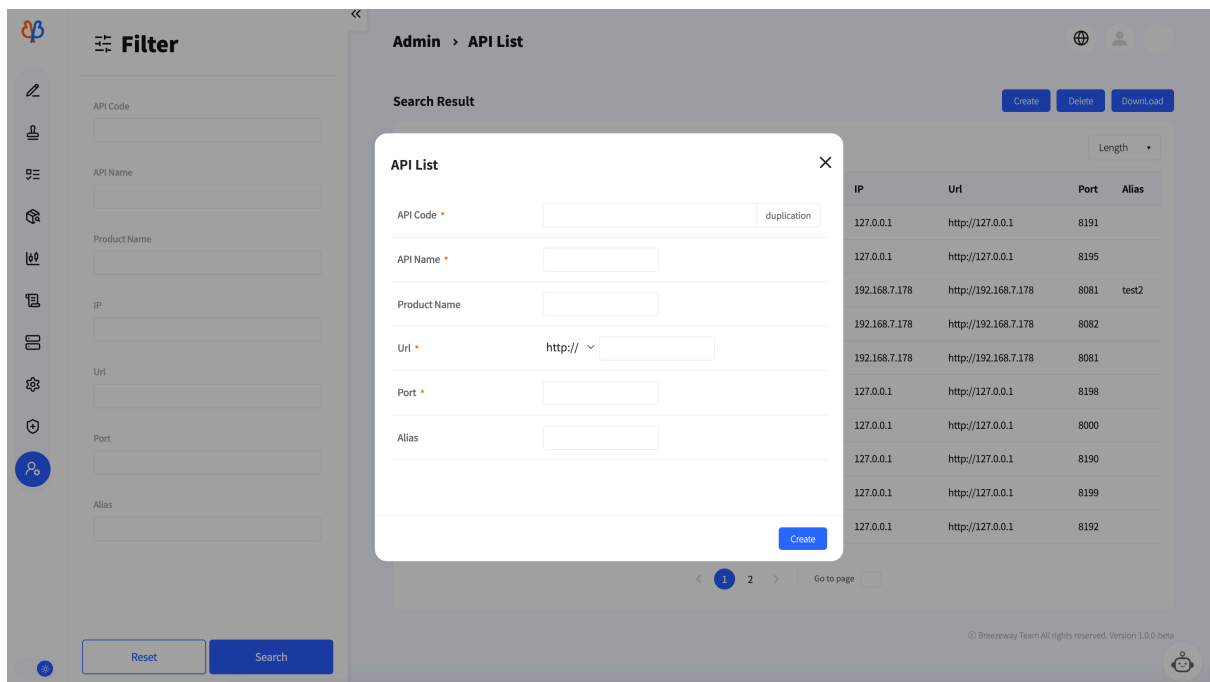 Filter
API Code
API Name
Product Name
IP
Url
Port
Alias
Reset
Search
Admin › API List
Search Result
Create
Delete
DownLoad
Length
IP Url Port Alias
127.0.0.1 http://127.0.0.1 8191
127.0.0.1 http://127.0.0.1 8195
192.168.7.178 http://192.168.7.178 8081 test2
192.168.7.178 http://192.168.7.178 8082
192.168.7.178 http://192.168.7.178 8081
127.0.0.1 http://127.0.0.1 8198
127.0.0.1 http://127.0.0.1 8000
127.0.0.1 http://127.0.0.1 8190
127.0.0.1 http://127.0.0.1 8199
127.0.0.1 http://127.0.0.1 8192
API List
API Code *
duplication
API Name *
Product Name
Url *
http://
Port *
Alias
Create
1 2
Go to page
ⓒ Breezeway Team All rights reserved. Version 1.0.0-beta